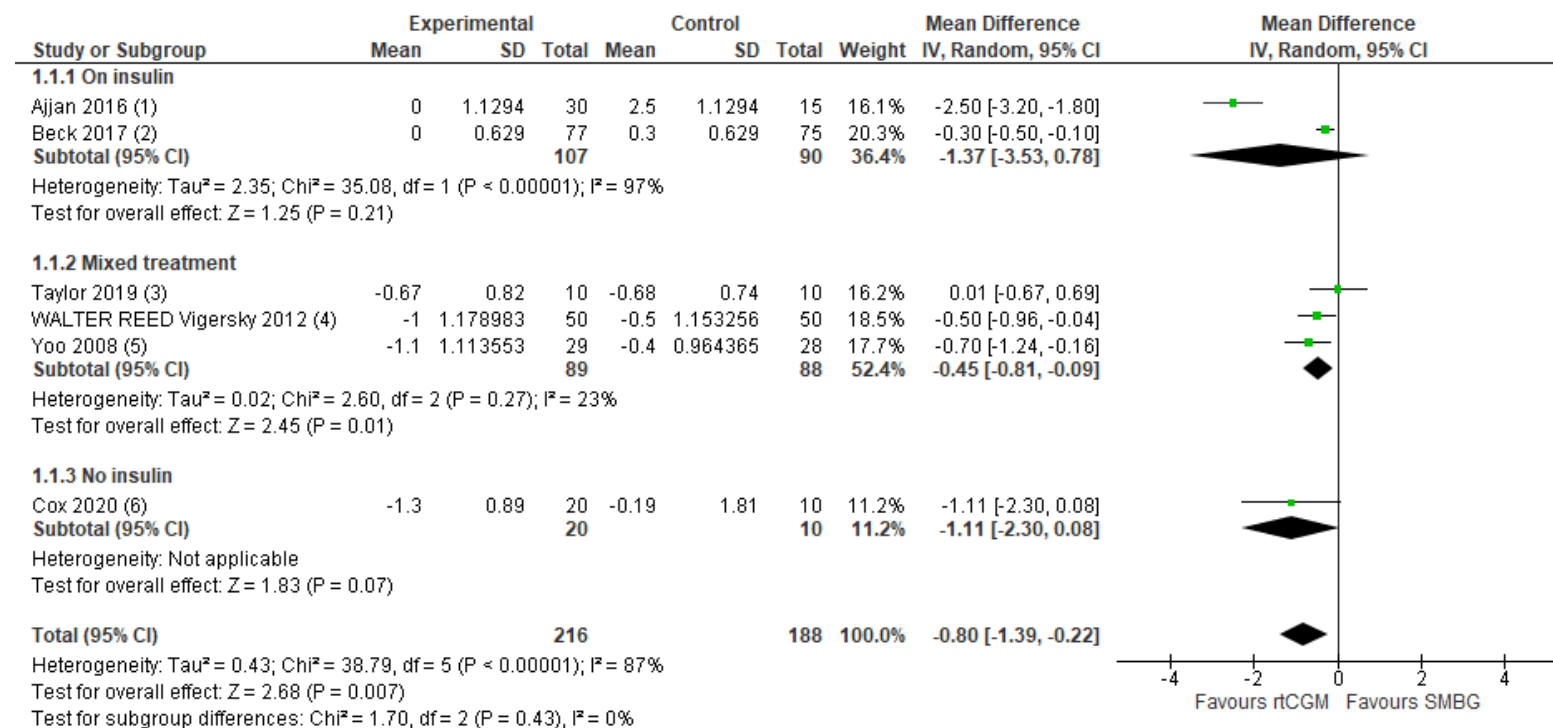 Experimental Control Mean Difference Mean Difference
Study or Subgroup Mean SD Total Mean SD Total Weight IV, Random, 95% CI IV, Random, 95% CI
1.1.1 On insulin
Ajjan 2016 (1) 0 1.1294 30 2.5 1.1294 15 16.1% -2.50 [-3.20, -1.80]
Beck 2017 (2) 0 0.629 77 0.3 0.629 75 20.3% -0.30 [-0.50, -0.10]
Subtotal (95% CI) 107 90 36.4% -1.37 [-3.53, 0.78]
Heterogeneity: Tau² = 2.35; Chi² = 35.08, df = 1 (P < 0.00001); I² = 97%
Test for overall effect: Z = 1.25 (P = 0.21)
1.1.2 Mixed treatment
Taylor 2019 (3) -0.67 0.82 10 -0.68 0.74 10 16.2% 0.01 [-0.67, 0.69]
WALTER REED Vigersky 2012 (4) -1 1.178983 50 -0.5 1.153256 50 18.5% -0.50 [-0.96, -0.04]
Yoo 2008 (5) -1.1 1.113553 29 -0.4 0.964365 28 17.7% -0.70 [-1.24, -0.16]
Subtotal (95% CI) 89 88 52.4% -0.45 [-0.81, -0.09]
Heterogeneity: Tau² = 0.02; Chi² = 2.60, df = 2 (P = 0.27); I² = 23%
Test for overall effect: Z = 2.45 (P = 0.01)
1.1.3 No insulin
Cox 2020 (6) -1.3 0.89 20 -0.19 1.81 10 11.2% -1.11 [-2.30, 0.08]
Subtotal (95% CI) 20 10 11.2% -1.11 [-2.30, 0.08]
Heterogeneity: Not applicable
Test for overall effect: Z = 1.83 (P = 0.07)
Total (95% CI) 216 188 100.0% -0.80 [-1.39, -0.22]
Heterogeneity: Tau² = 0.43; Chi² = 38.79, df = 5 (P < 0.00001); I² = 87%
Test for overall effect: Z = 2.68 (P = 0.007)
Test for subgroup differences: Chi² = 1.70, df = 2 (P = 0.43), I² = 0%
-4 -2 0 2 4
Favours rtCGM Favours SMBG